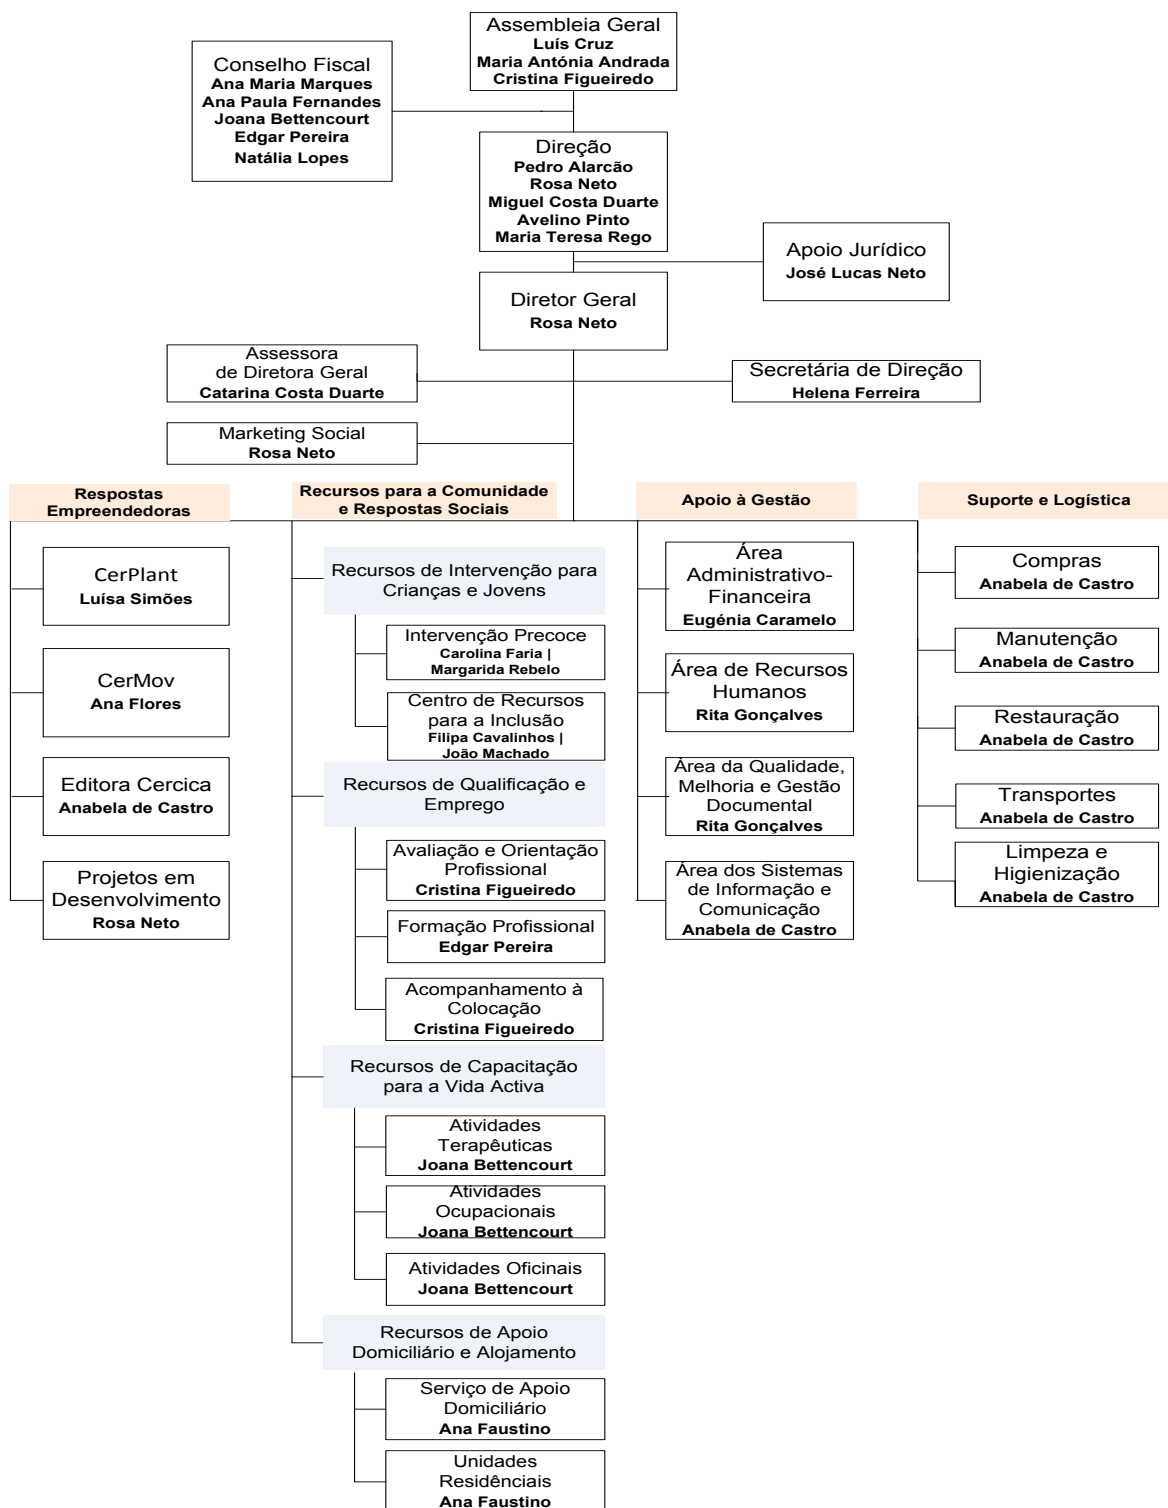 Assembleia Geral
Luís Cruz
Maria Antónia Andrada
Cristina Figueiredo
Conselho Fiscal
Ana Maria Marques
Ana Paula Fernandes
Joana Bettencourt
Edgar Pereira
Natália Lopes
Direção
Pedro Alarcão
Rosa Neto
Miguel Costa Duarte
Avelino Pinto
Maria Teresa Rego
Apoio Jurídico
José Lucas Neto
Diretor Geral
Rosa Neto
Assessora
de Diretora Geral
Catarina Costa Duarte
Secretária de Direção
Helena Ferreira
Marketing Social
Rosa Neto
Respostas
Empreendedoras
CerPlant
Luísa Simões
CerMov
Ana Flores
Editora Cercica
Anabela de Castro
Projetos em
Desenvolvimento
Rosa Neto
Recursos para a Comunidade
e Respostas Sociais
Recursos de Intervenção para
Crianças e Jovens
Intervenção Precoce
Carolina Faria |
Margarida Rebelo
Centro de Recursos
para a Inclusão
Filipa Cavalinhos |
João Machado
Recursos de Qualificação e
Emprego
Avaliação e Orientação
Profissional
Cristina Figueiredo
Formação Profissional
Edgar Pereira
Acompanhamento à
Colocação
Cristina Figueiredo
Recursos de Capacitação
para a Vida Activa
Atividades
Terapêuticas
Joana Bettencourt
Atividades
Ocupacionais
Joana Bettencourt
Atividades Oficinais
Joana Bettencourt
Recursos de Apoio
Domiciliário e Alojamento
Serviço de Apoio
Domiciliário
Ana Faustino
Unidades
Residênciais
Ana Faustino
Apoio à Gestão
Área
Administrativo-
Financeira
Eugénia Caramelo
Área de Recursos
Humanos
Rita Gonçalves
Área da Qualidade,
Melhoria e Gestão
Documental
Rita Gonçalves
Área dos Sistemas
de Informação e
Comunicação
Anabela de Castro
Suporte e Logística
Compras
Anabela de Castro
Manutenção
Anabela de Castro
Restauração
Anabela de Castro
Transportes
Anabela de Castro
Limpeza e
Higienização
Anabela de Castro